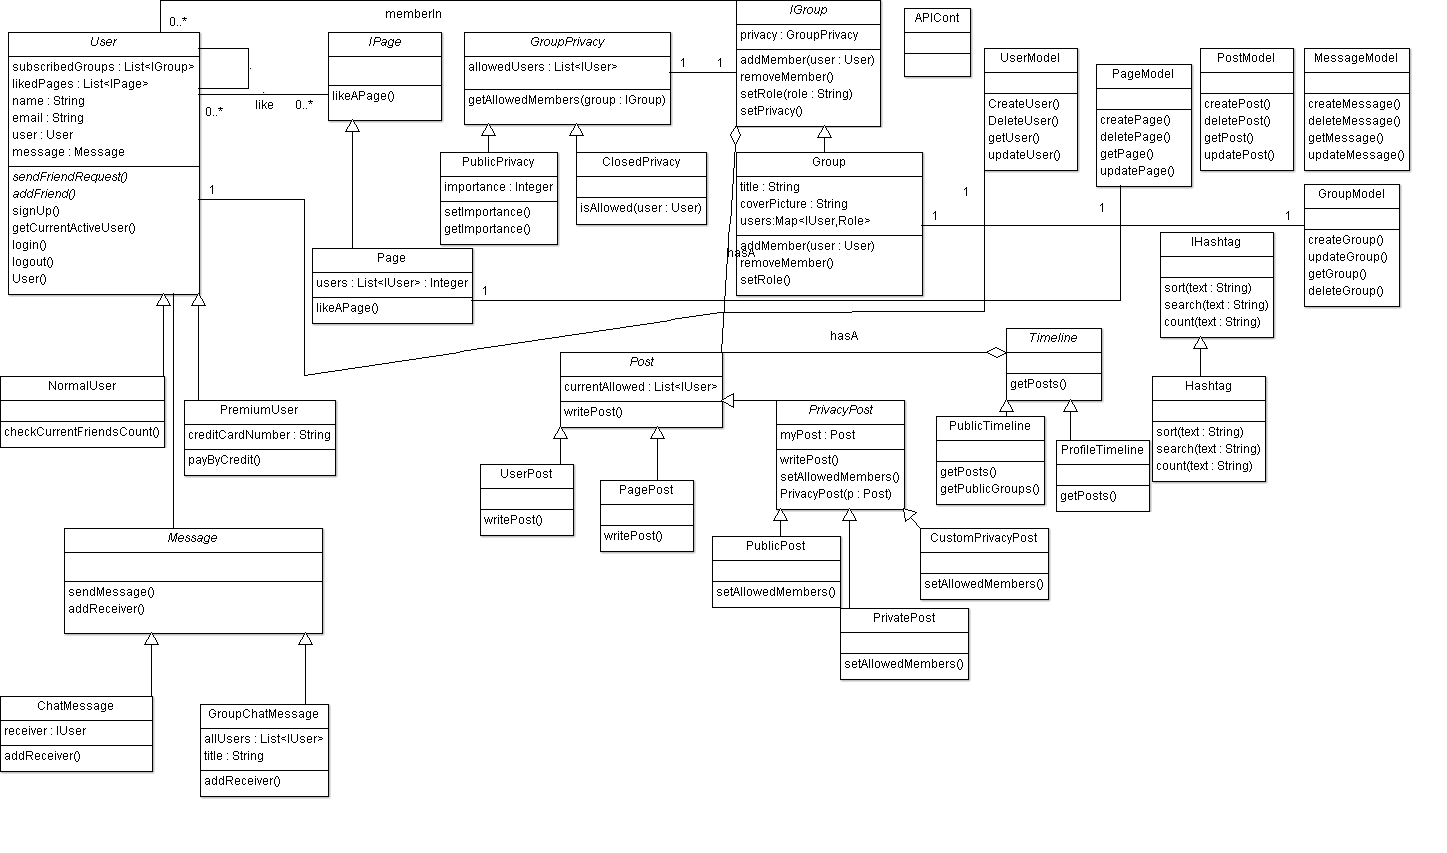 0..*
memberIn
User
subscribedGroups : List<IGroup>
likedPages : List<IPage>
name : String
email : String
user : User
message : Message
sendFriendRequest()
addFriend()
signUp()
getCurrentActiveUser()
login()
logout()
User()
0..*
like
0..*
1
IPage
likeAPage()
GroupPrivacy
allowedUsers : List<IUser>
getAllowedMembers(group : IGroup)
1
1
IGroup
privacy : GroupPrivacy
addMember(user : User)
removeMember()
setRole(role : String)
setPrivacy()
APICont
UserModel
CreateUser()
DeleteUser()
getUser()
updateUser()
PageModel
createPage()
deletePage()
getPage()
updatePage()
PostModel
createPost()
deletePost()
getPost()
updatePost()
MessageModel
createMessage()
deleteMessage()
getMessage()
updateMessage()
PublicPrivacy
importance : Integer
setImportance()
getImportance()
ClosedPrivacy
isAllowed(user : User)
Group
title : String
coverPicture : String
users:Map<IUser,Role>
addMember(user : User)
removeMember()
setRole()
hasA
1
1
1
1
GroupModel
createGroup()
updateGroup()
getGroup()
deleteGroup()
Page
users : List<IUser> : Integer
likeAPage()
1
IHashtag
sort(text : String)
search(text : String)
count(text : String)
hasA
Post
currentAllowed : List<IUser>
writePost()
Timeline
getPosts()
Hashtag
sort(text : String)
search(text : String)
count(text : String)
NormalUser
checkCurrentFriendsCount()
PremiumUser
creditCardNumber : String
payByCredit()
PrivacyPost
myPost : Post
writePost()
setAllowedMembers()
PrivacyPost(p : Post)
PublicTimeline
getPosts()
getPublicGroups()
ProfileTimeline
getPosts()
UserPost
writePost()
PagePost
writePost()
PublicPost
setAllowedMembers()
CustomPrivacyPost
setAllowedMembers()
PrivatePost
setAllowedMembers()
Message
sendMessage()
addReceiver()
ChatMessage
receiver : IUser
addReceiver()
GroupChatMessage
allUsers : List<IUser>
title : String
addReceiver()